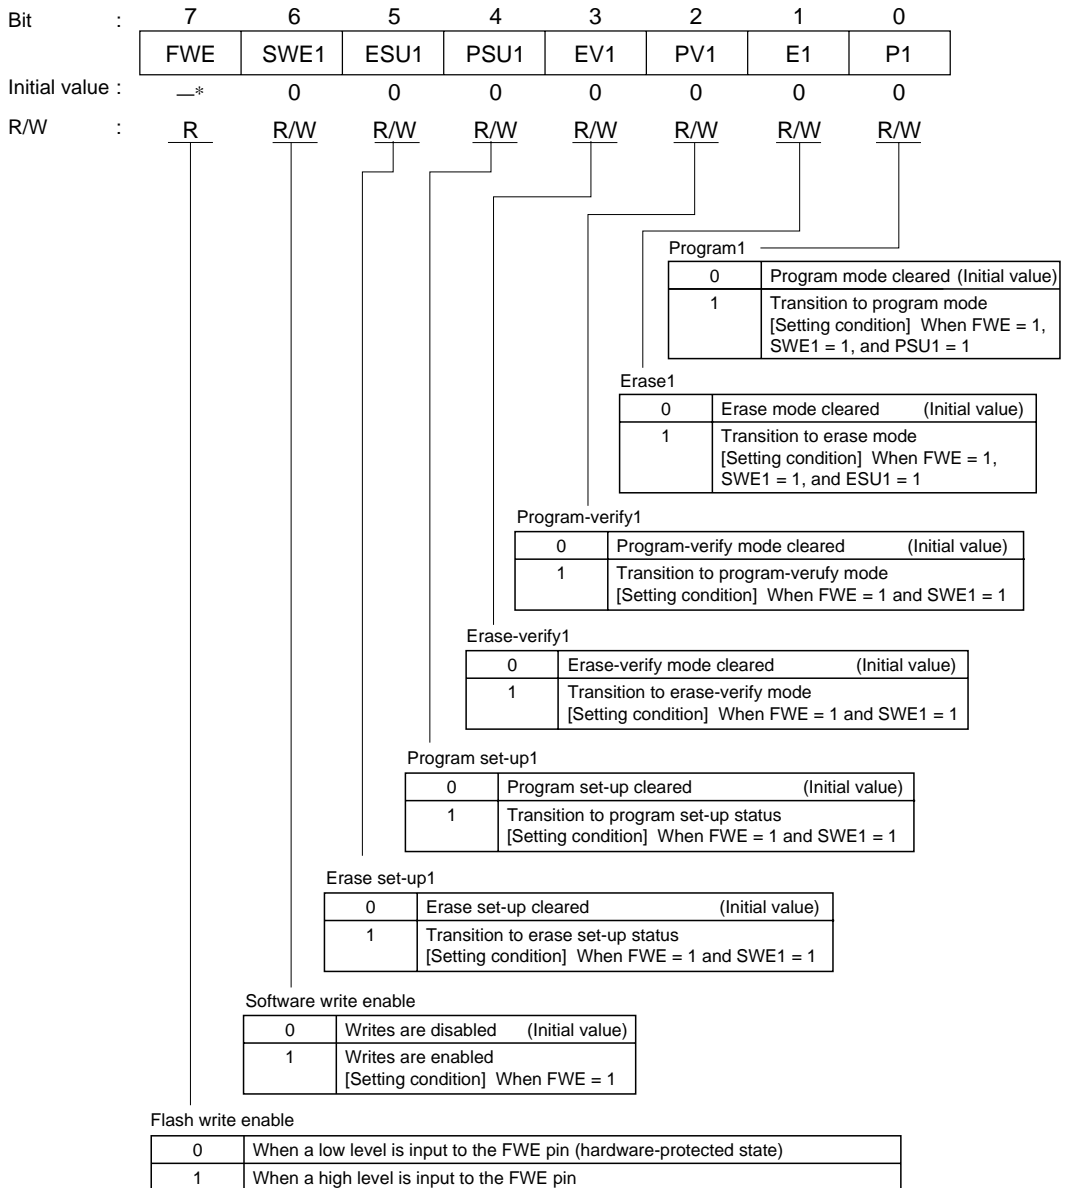 Bit : 7 6 5 4 3 2 1 0
FWE SWE1 ESU1 PSU1 EV1 PV1 E1 P1
Initial value : —* 0 0 0 0 0 0 0
R/W : R R/W R/W R/W R/W R/W R/W R/W
Program1
0 Program mode cleared (Initial value)
1 Transition to program mode
[Setting condition] When FWE = 1,
SWE1 = 1, and PSU1 = 1
Erase1
0 Erase mode cleared (Initial value)
1 Transition to erase mode
[Setting condition] When FWE = 1,
SWE1 = 1, and ESU1 = 1
Program-verify1
0 Program-verify mode cleared (Initial value)
1 Transition to program-verufy mode
[Setting condition] When FWE = 1 and SWE1 = 1
Erase-verify1
0 Erase-verify mode cleared (Initial value)
1 Transition to erase-verify mode
[Setting condition] When FWE = 1 and SWE1 = 1
Program set-up1
0 Program set-up cleared (Initial value)
1 Transition to program set-up status
[Setting condition] When FWE = 1 and SWE1 = 1
Erase set-up1
0 Erase set-up cleared (Initial value)
1 Transition to erase set-up status
[Setting condition] When FWE = 1 and SWE1 = 1
Software write enable
0 Writes are disabled (Initial value)
1 Writes are enabled
[Setting condition] When FWE = 1
Flash write enable
0 When a low level is input to the FWE pin (hardware-protected state)
1 When a high level is input to the FWE pin